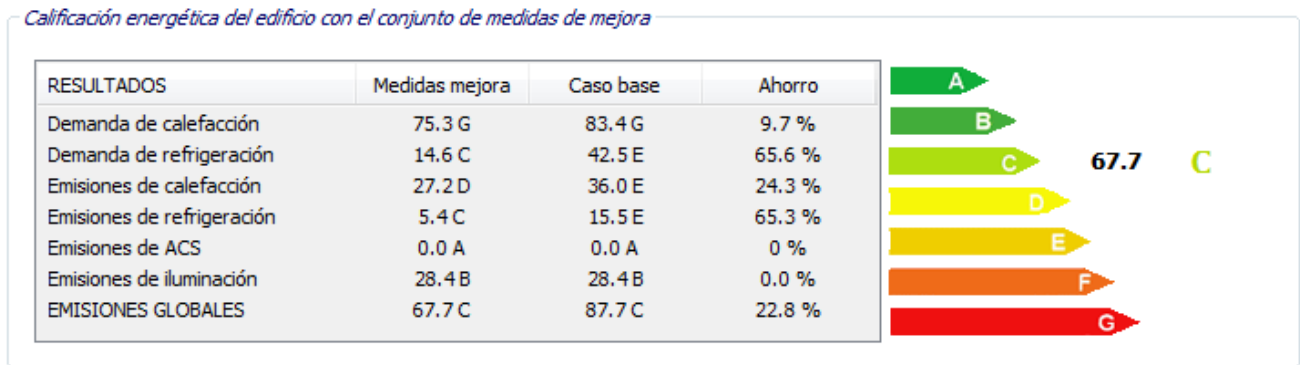 Calificación energética del edificio con el conjunto de medidas de mejora
RESULTADOS Medidas mejora Caso base Ahorro
Demanda de calefacción 75.3 G 83.4 G 9.7 %
Demanda de refrigeración 14.6 C 42.5 E 65.6 %
Emisiones de calefacción 27.2 D 36.0 E 24.3 %
Emisiones de refrigeración 5.4 C 15.5 E 65.3 %
Emisiones de ACS 0.0 A 0.0 A 0 %
Emisiones de iluminación 28.4 B 28.4 B 0.0 %
EMISIONES GLOBALES 67.7 C 87.7 C 22.8 %
A
B
C 67.7 C
D
E
F
G